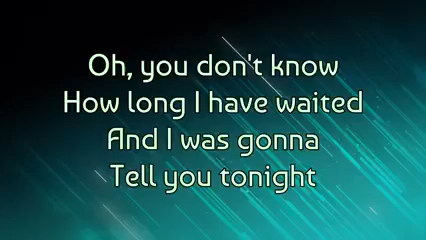 Oh, you don't know
How long I have waited
And I was gonna
Tell you tonight